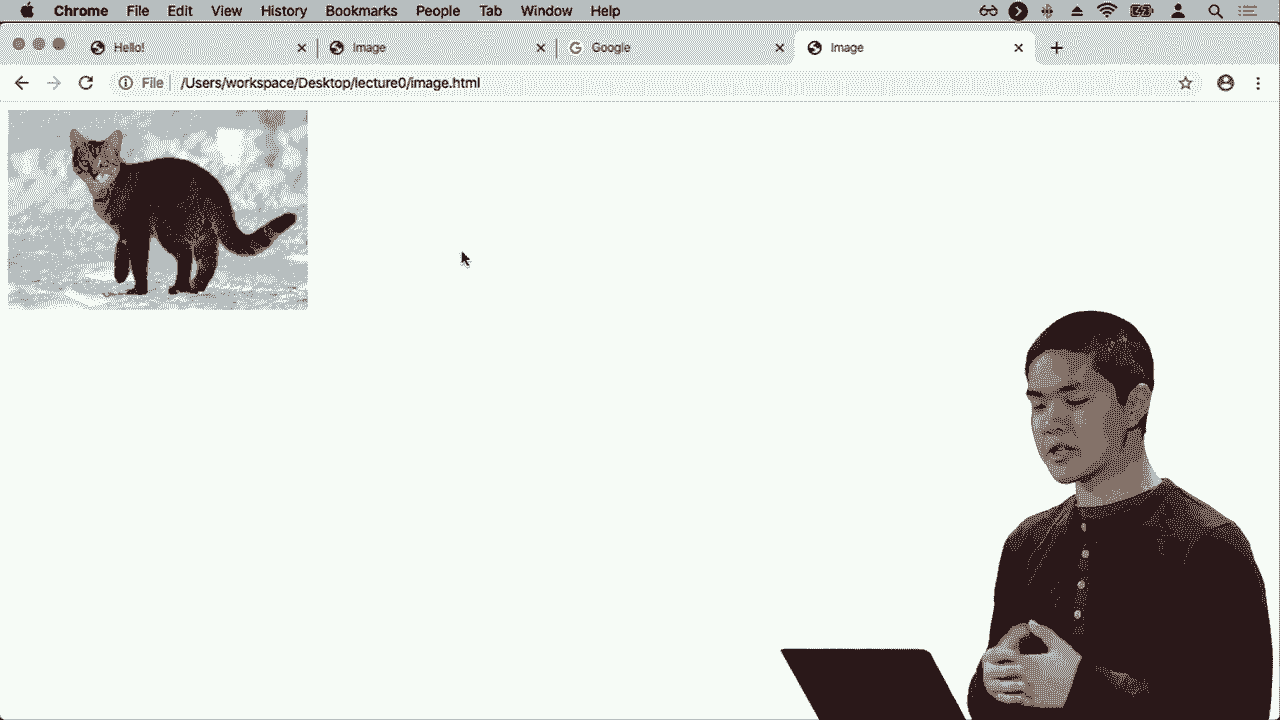 Chrome File Edit View History Bookmarks People Tab Window Help
Hello! Image Google Image
File /Users/workspace/Desktop/lecture0/image.html